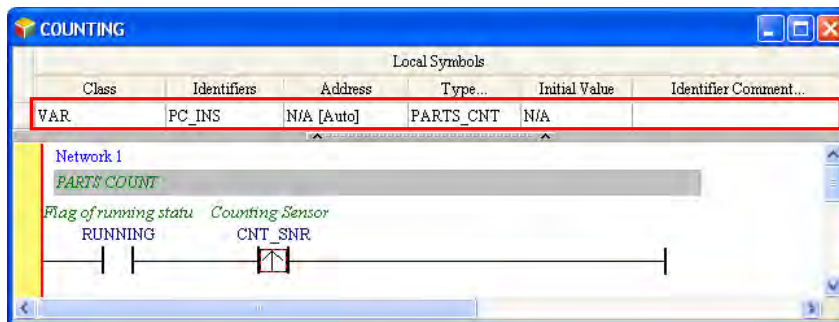 COUNTING
Local Symbols
Class Identifiers Address Type... Initial Value Identifier Comment...
VAR PC_INS N/A [Auto] PARTS_CNT N/A
Network 1
PARTS COUNT
Flag of running statu Counting Sensor
RUNNING CNT_SNR